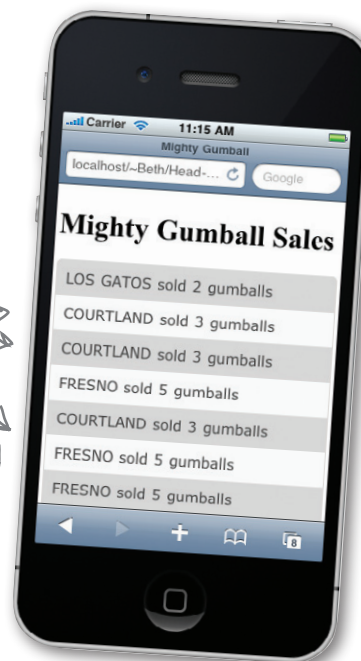 Carrier 11:15 AM
Mighty Gumball
localhost/~Beth/Head-... Google
Mighty Gumball Sales
LOS GATOS sold 2 gumballs
COURTLAND sold 3 gumballs
COURTLAND sold 3 gumballs
FRESNO sold 5 gumballs
COURTLAND sold 3 gumballs
FRESNO sold 5 gumballs
FRESNO sold 5 gumballs
8